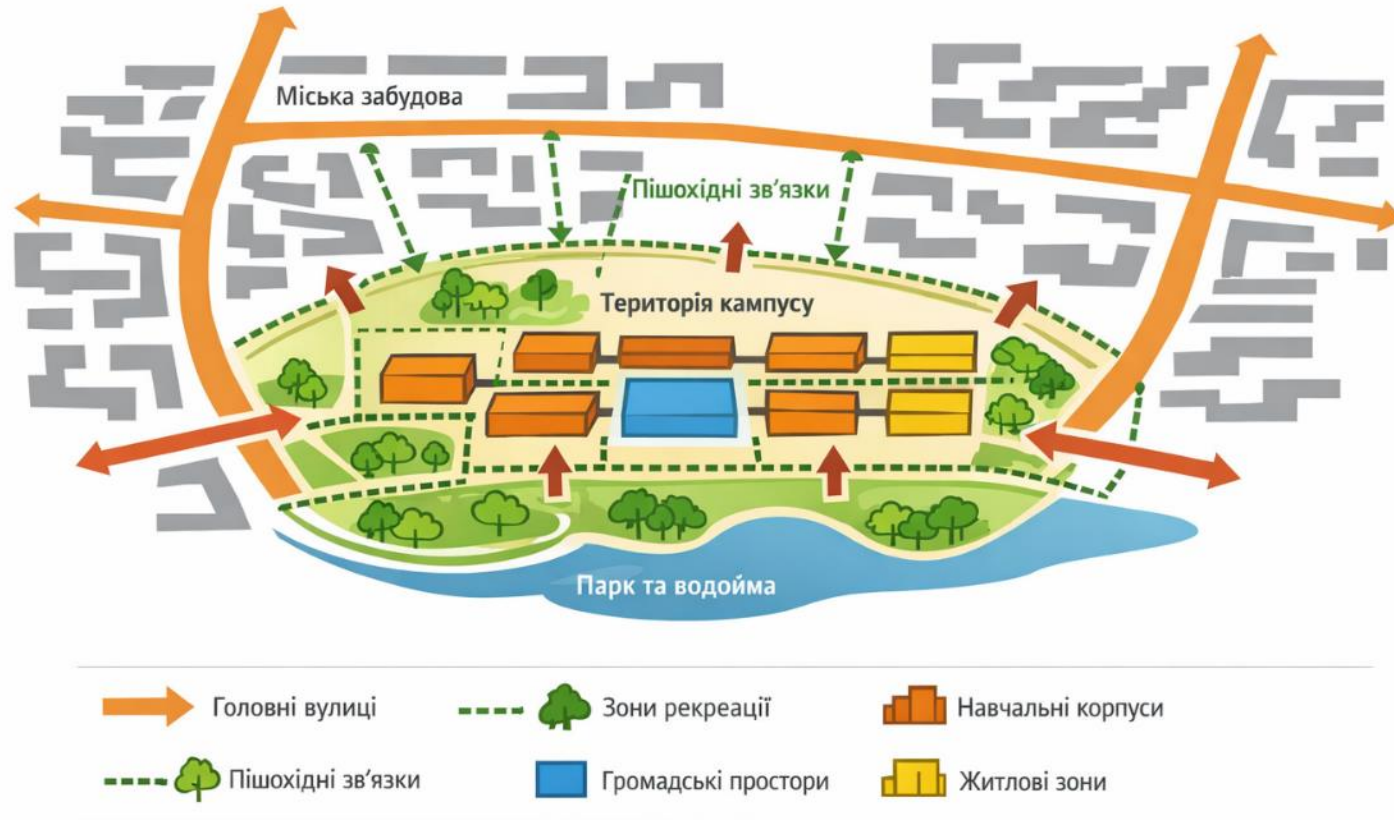 Міська забудова
Пішохідні зв'язки
Територія кампусу
Парк та водойма
Головні вулиці
Зони рекреації
Навчальні корпуси
Пішохідні зв'язки
Громадські простори
Житлові зони